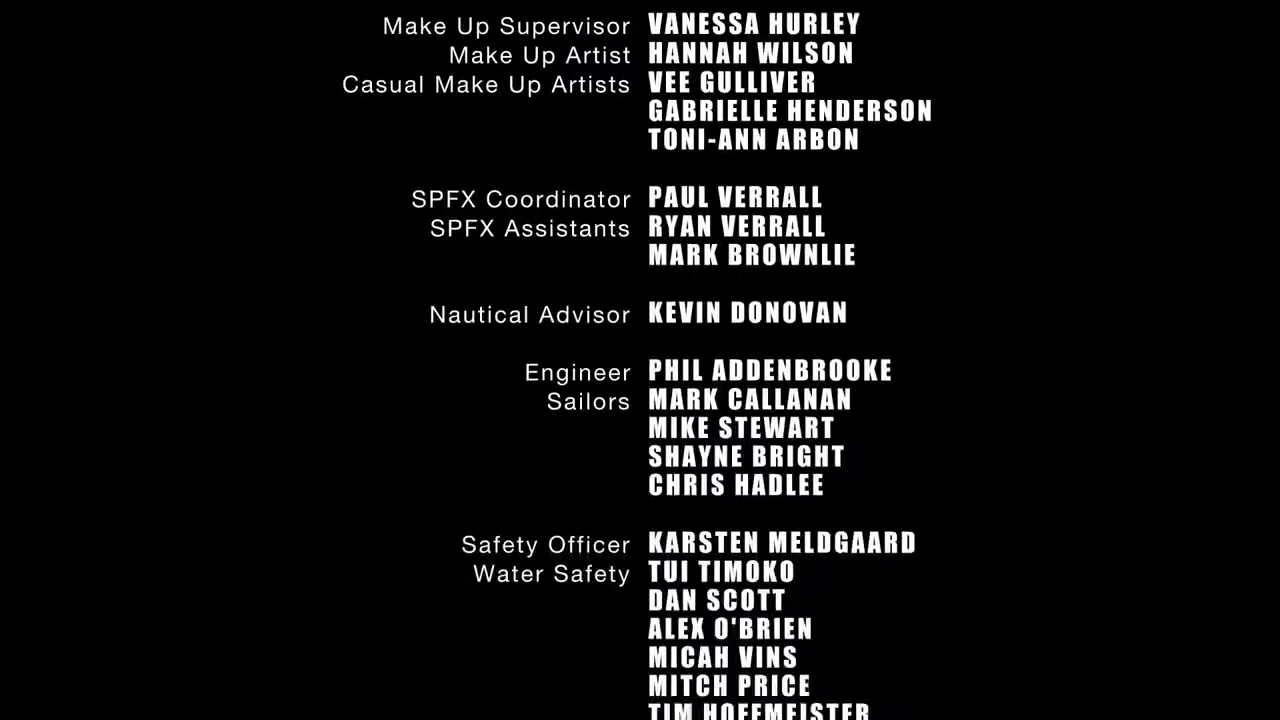 Make Up Supervisor VANESSA HURLEY
Make Up Artist HANNAH WILSON
Casual Make Up Artists VEE GULLIVER
GABRIELLE HENDERSON
TONI-ANN ARBON
SPFX Coordinator PAUL VERRALL
SPFX Assistants RYAN VERRALL
MARK BROWNLIE
Nautical Advisor KEVIN DONOVAN
Engineer PHIL ADDENBROOKE
Sailors MARK CALLANAN
MIKE STEWART
SHAYNE BRIGHT
CHRIS HADLEE
Safety Officer KARSTEN MELDGAARD
Water Safety TUI TIMOKO
DAN SCOTT
ALEX O'BRIEN
MICAH VINS
MITCH PRICE
TIM HOFFMEISTER